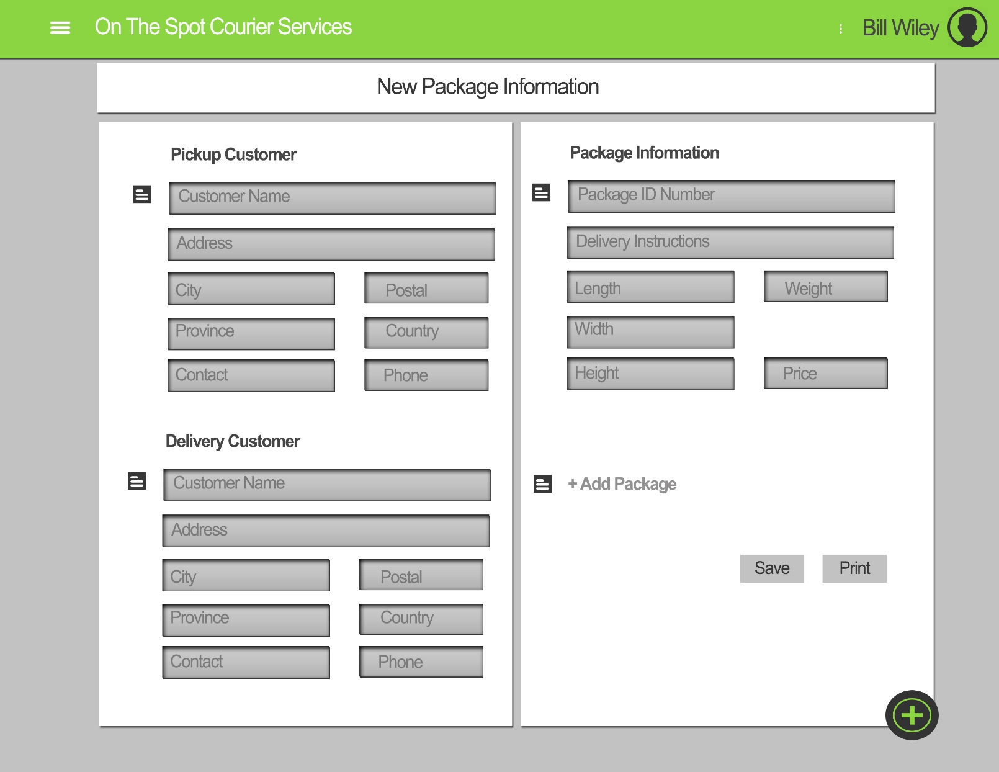 On The Spot Courier Services
Bill Wiley
New Package Information
Pickup Customer
Customer Name
Address
City
Postal
Province
Country
Contact
Phone
Delivery Customer
Customer Name
Address
City
Postal
Province
Country
Contact
Phone
Package Information
Package ID Number
Delivery Instructions
Length
Weight
Width
Height
Price
+ Add Package
Save
Print